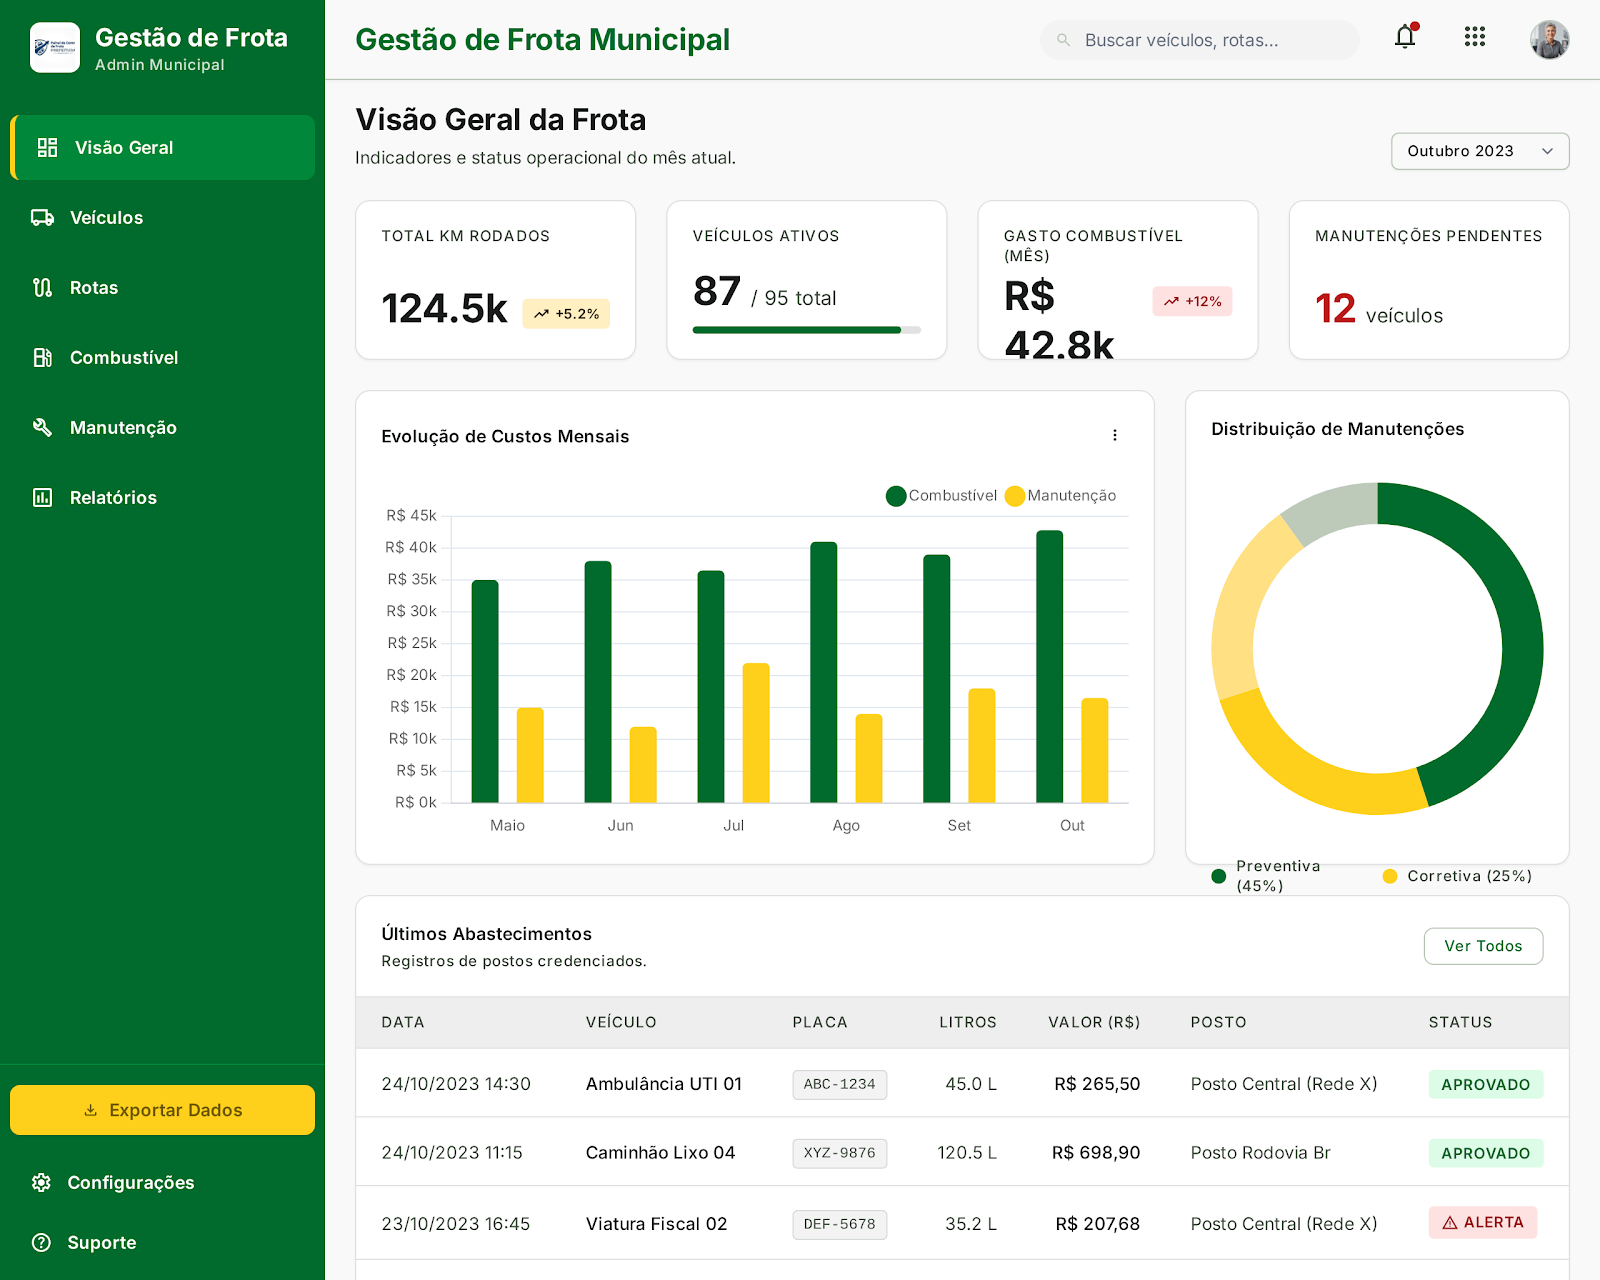 Gestão de Frota
Admin Municipal
Visão Geral
Veículos
Rotas
Combustível
Manutenção
Relatórios
Exportar Dados
Configurações
Suporte
Gestão de Frota Municipal
Buscar veículos, rotas...
Visão Geral da Frota
Indicadores e status operacional do mês atual.
Outubro 2023
TOTAL KM RODADOS
124.5k +5.2%
VEÍCULOS ATIVOS
87 / 95 total
GASTO COMBUSTÍVEL
(MÊS)
R$
42.8k
+12%
MANUTENÇÕES PENDENTES
12 veículos
Evolução de Custos Mensais
Combustível Manutenção
R$ 45k
R$ 40k
R$ 35k
R$ 30k
R$ 25k
R$ 20k
R$ 15k
R$ 10k
R$ 5k
R$ 0k
Maio Jun Jul Ago Set Out
Distribuição de Manutenções
Preventiva
(45%)
Corretiva (25%)
Últimos Abastecimentos
Registros de postos credenciados.
Ver Todos
DATA VEÍCULO PLACA LITROS VALOR (R$) POSTO STATUS
24/10/2023 14:30 Ambulância UTI 01 ABC-1234 45.0 L R$ 265,50 Posto Central (Rede X) APROVADO
24/10/2023 11:15 Caminhão Lixo 04 XYZ-9876 120.5 L R$ 698,90 Posto Rodovia Br APROVADO
23/10/2023 16:45 Viatura Fiscal 02 DEF-5678 35.2 L R$ 207,68 Posto Central (Rede X) ALERTA